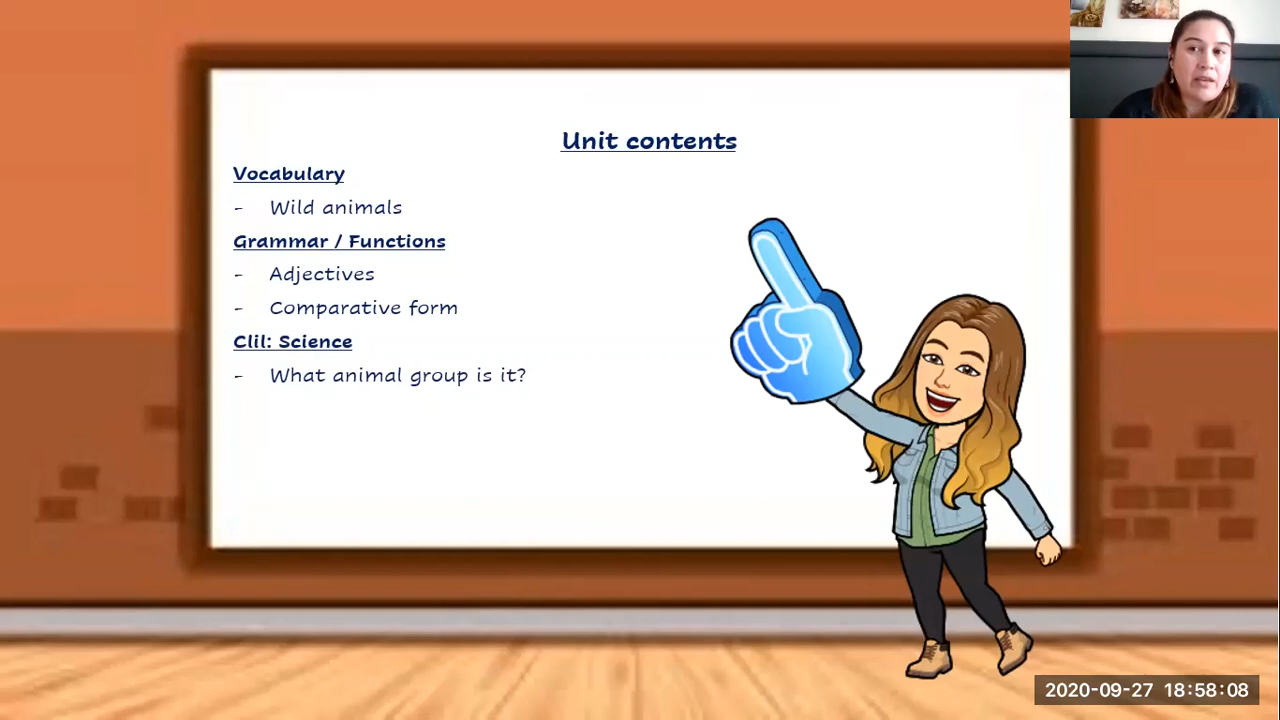 Unit contents
Vocabulary
- Wild animals
Grammar / Functions
- Adjectives
- Comparative form
Clil: Science
- What animal group is it?
2020-09-27 18:58:08